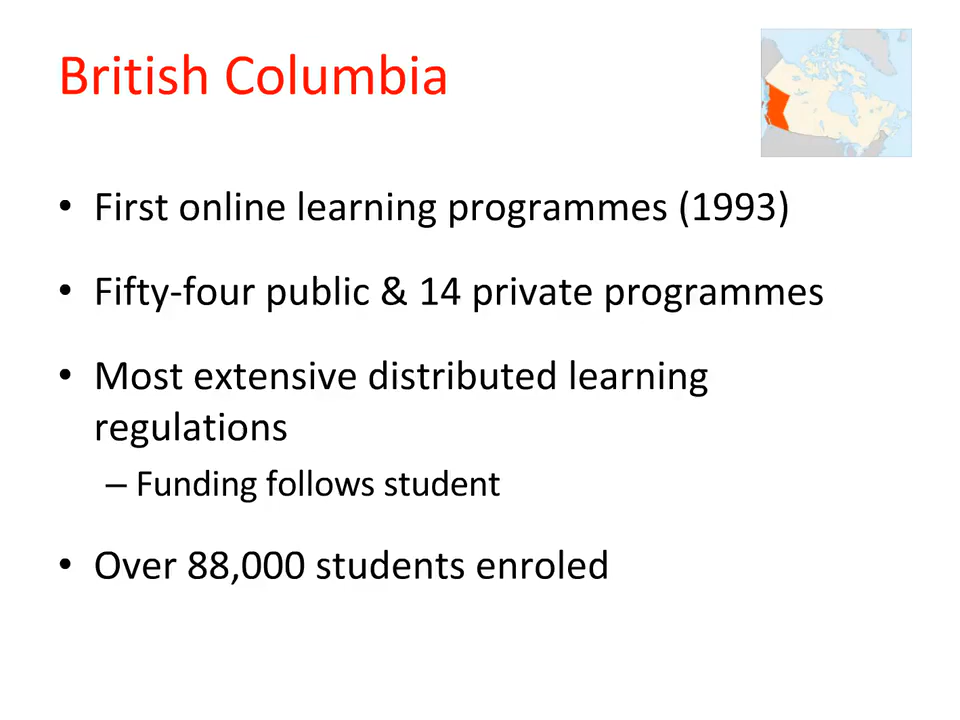 British Columbia
• First online learning programmes (1993)
• Fifty-four public & 14 private programmes
• Most extensive distributed learning
regulations
– Funding follows student
• Over 88,000 students enroled